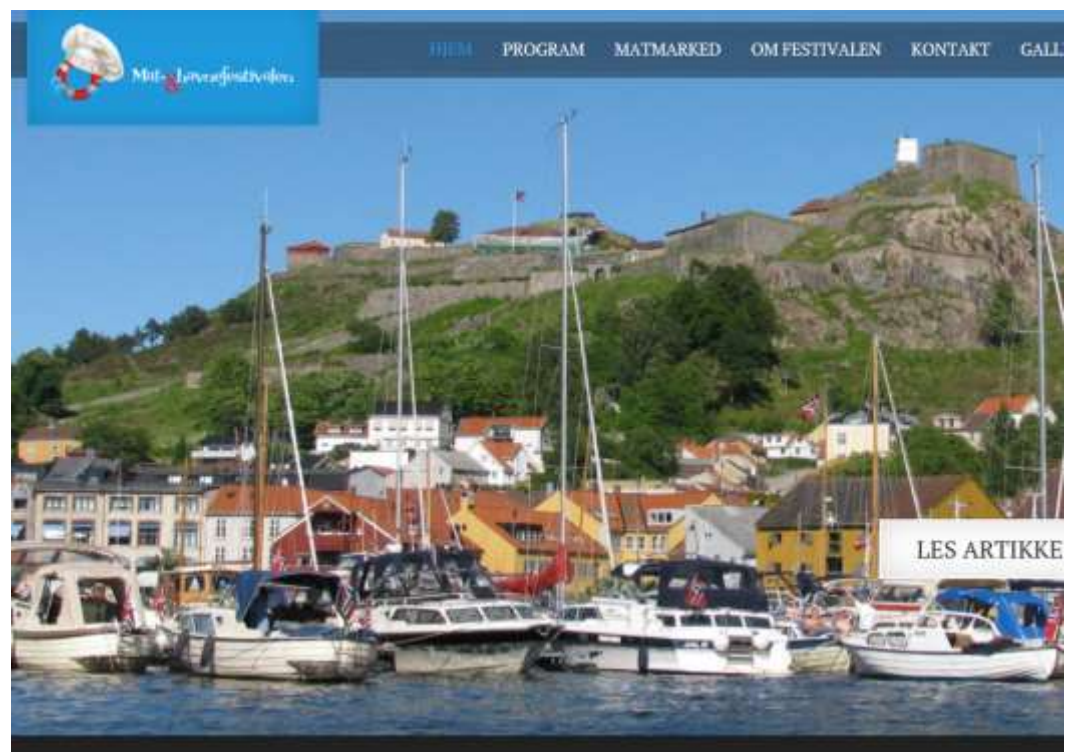 Mat- & havnefestivalen
HJEM PROGRAM MATMARKED OM FESTIVALEN KONTAKT GALL
LES ARTIKKE